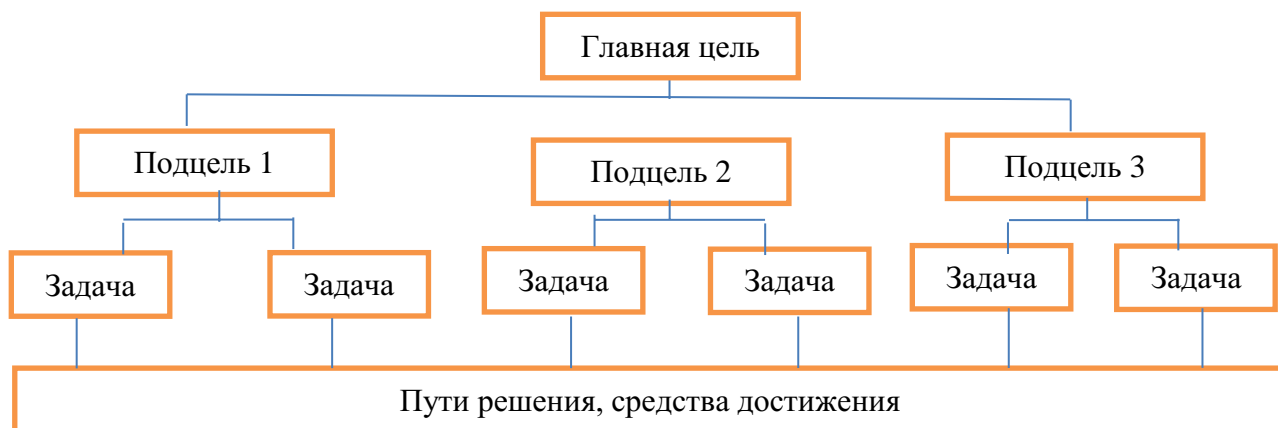 Главная цель
Подцель 1
Подцель 2
Подцель 3
Задача
Задача
Задача
Задача
Задача
Задача
Пути решения, средства достижения